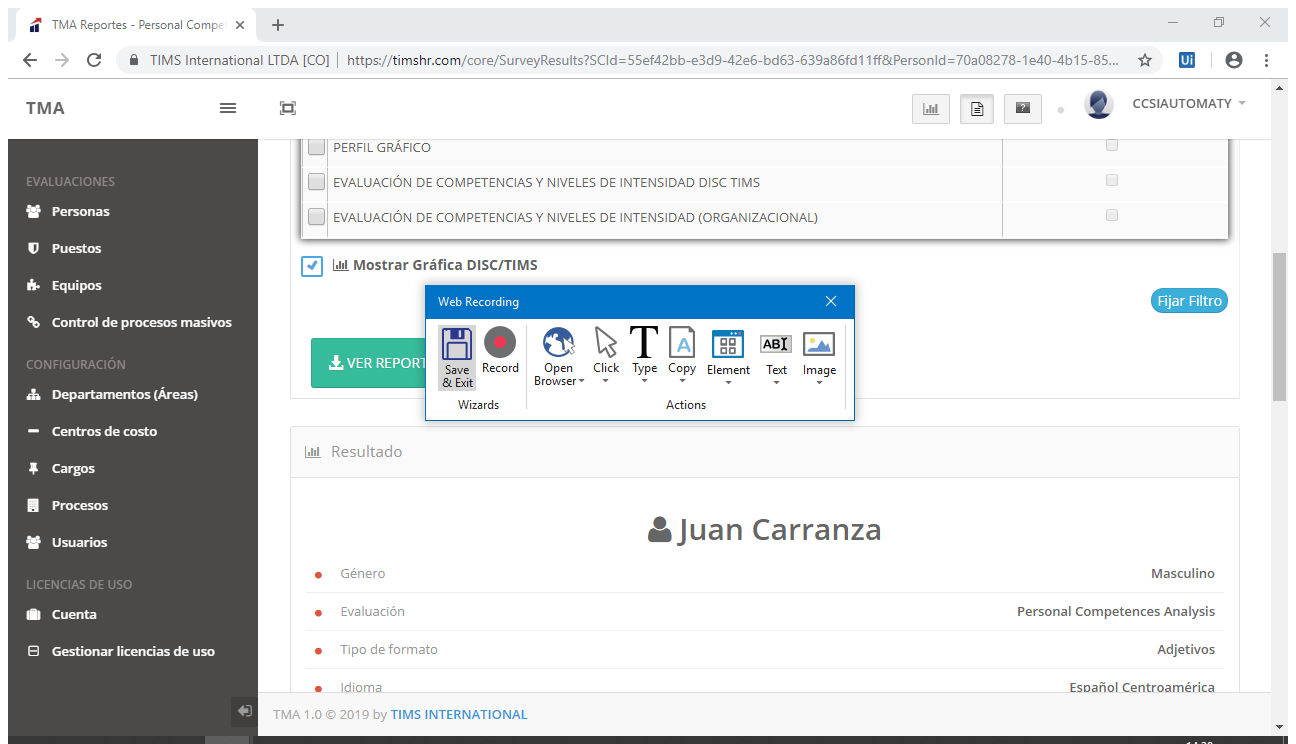 TMA Reportes - Personal Compe
TIMS International LTDA [CO] | https://timshr.com/core/SurveyResults?SCId=55ef42bb-e3d9-42e6-bd63-639a86fd11ff&PersonId=70a08278-1e40-4b15-85...
Ui
TMA
CCSIAUTOMATY
EVALUACIONES
Personas
Puestos
Equipos
Control de procesos masivos
CONFIGURACIÓN
Departamentos (Áreas)
Centros de costo
Cargos
Procesos
Usuarios
LICENCIAS DE USO
Cuenta
Gestionar licencias de uso
PERFIL GRÁFICO
EVALUACIÓN DE COMPETENCIAS Y NIVELES DE INTENSIDAD DISC TIMS
EVALUACIÓN DE COMPETENCIAS Y NIVELES DE INTENSIDAD (ORGANIZACIONAL)
Mostrar Gráfica DISC/TIMS
Fijar Filtro
VER REPORT
Web Recording
Save & Exit
Record
Wizards
Open Browser
Click
Type
Copy
Element
Text
Image
Actions
Resultado
Juan Carranza
Género Masculino
Evaluación Personal Competences Analysis
Tipo de formato Adjetivos
Idioma Español Centroamérica
TMA 1.0 © 2019 by TIMS INTERNATIONAL